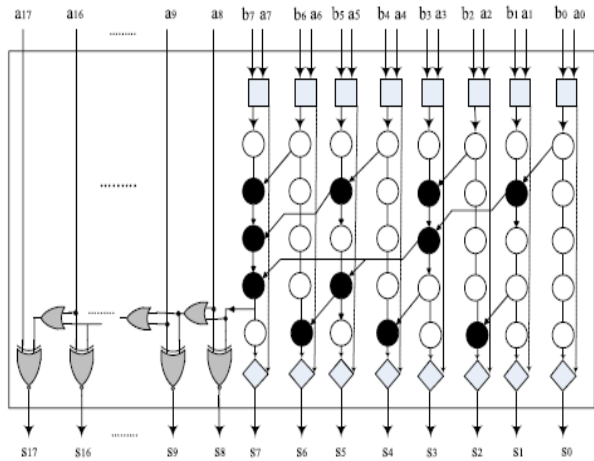 a17 a16 ......... a9 a8 b7 a7 b6 a6 b5 a5 b4 a4 b3 a3 b2 a2 b1 a1 b0 a0
..........
.........
S17 S16 ......... S9 S8 S7 S6 S5 S4 S3 S2 S1 S0